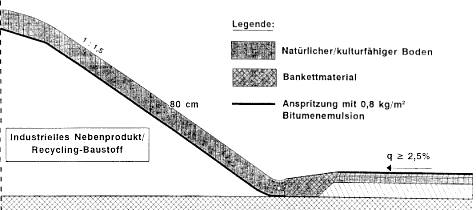 Legende:
Natürlicher/kulturfähiger Boden
Bankettmaterial
Anspritzung mit 0,8 kg/m²
Bitumenemulsion
1 : 1,5
80 cm
Industrielles Nebenprodukt/
Recycling-Baustoff
q ≥ 2,5%